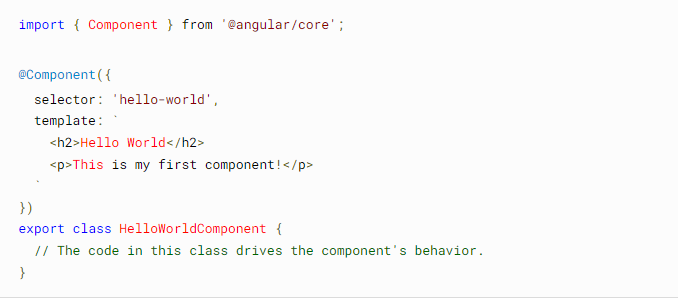 import { Component } from '@angular/core';
@Component({
selector: 'hello-world',
template: `
<h2>Hello World</h2>
<p>This is my first component!</p>
`
})
export class HelloWorldComponent {
// The code in this class drives the component's behavior.
}